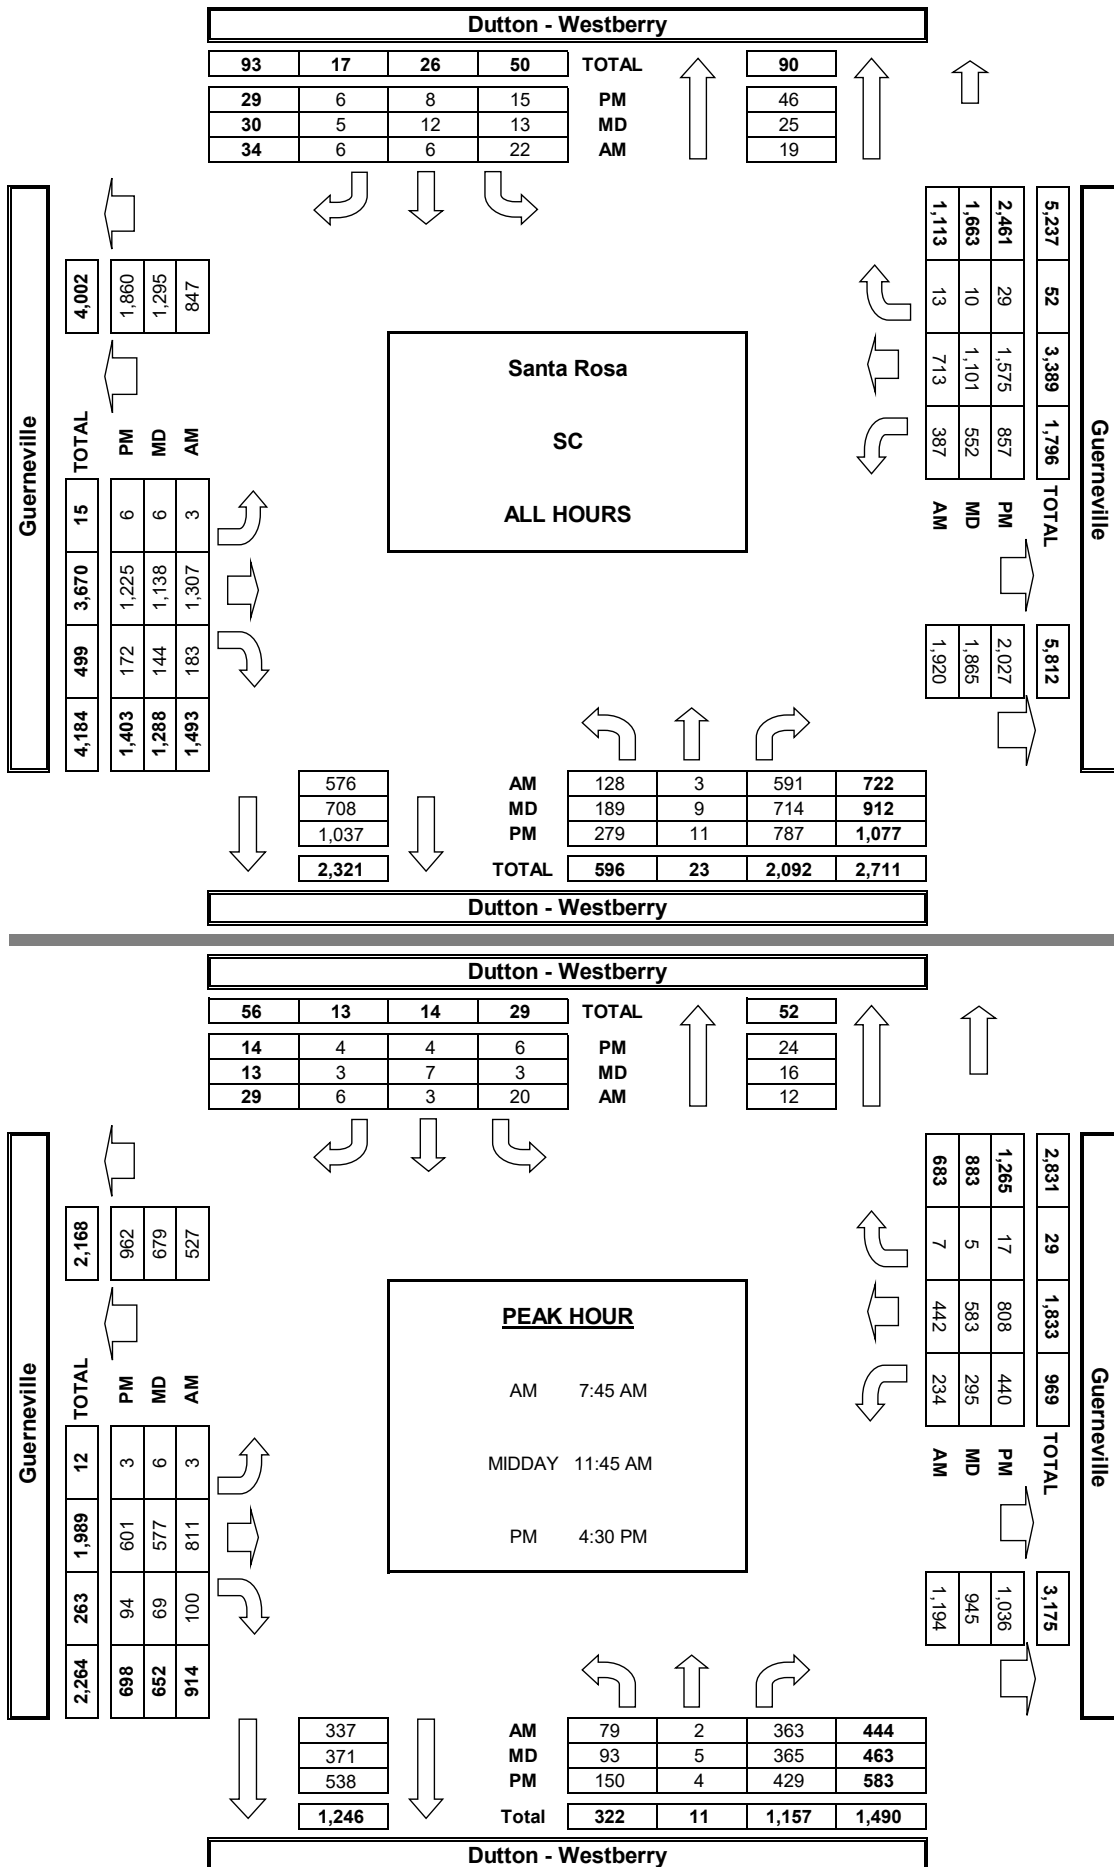 Dutton - Westberry
93 17 26 50 TOTAL 90
29 6 8 15 PM 46
30 5 12 13 MD 25
34 6 6 22 AM 19
Guerneville
4,002 1,860 1,295 847
TOTAL PM MD AM
15 6 6 3
3,670 1,225 1,138 1,307
499 172 144 183
4,184 1,403 1,288 1,493
Santa Rosa
SC
ALL HOURS
5,237 52 3,389 1,796 TOTAL 5,812
2,461 29 1,575 857 PM 2,027
1,663 10 1,101 552 MD 1,865
1,113 13 713 387 AM 1,920
Guerneville
576 AM 128 3 591 722
708 MD 189 9 714 912
1,037 PM 279 11 787 1,077
2,321 TOTAL 596 23 2,092 2,711
Dutton - Westberry
Dutton - Westberry
56 13 14 29 TOTAL 52
14 4 4 6 PM 24
13 3 7 3 MD 16
29 6 3 20 AM 12
Guerneville
2,168 962 679 527
TOTAL PM MD AM
12 3 6 3
1,989 601 577 811
263 94 69 100
2,264 698 652 914
PEAK HOUR
AM 7:45 AM
MIDDAY 11:45 AM
PM 4:30 PM
2,831 29 1,833 969 TOTAL 3,175
1,265 17 808 440 PM 1,036
883 5 583 295 MD 945
683 7 442 234 AM 1,194
Guerneville
337 AM 79 2 363 444
371 MD 93 5 365 463
538 PM 150 4 429 583
1,246 Total 322 11 1,157 1,490
Dutton - Westberry